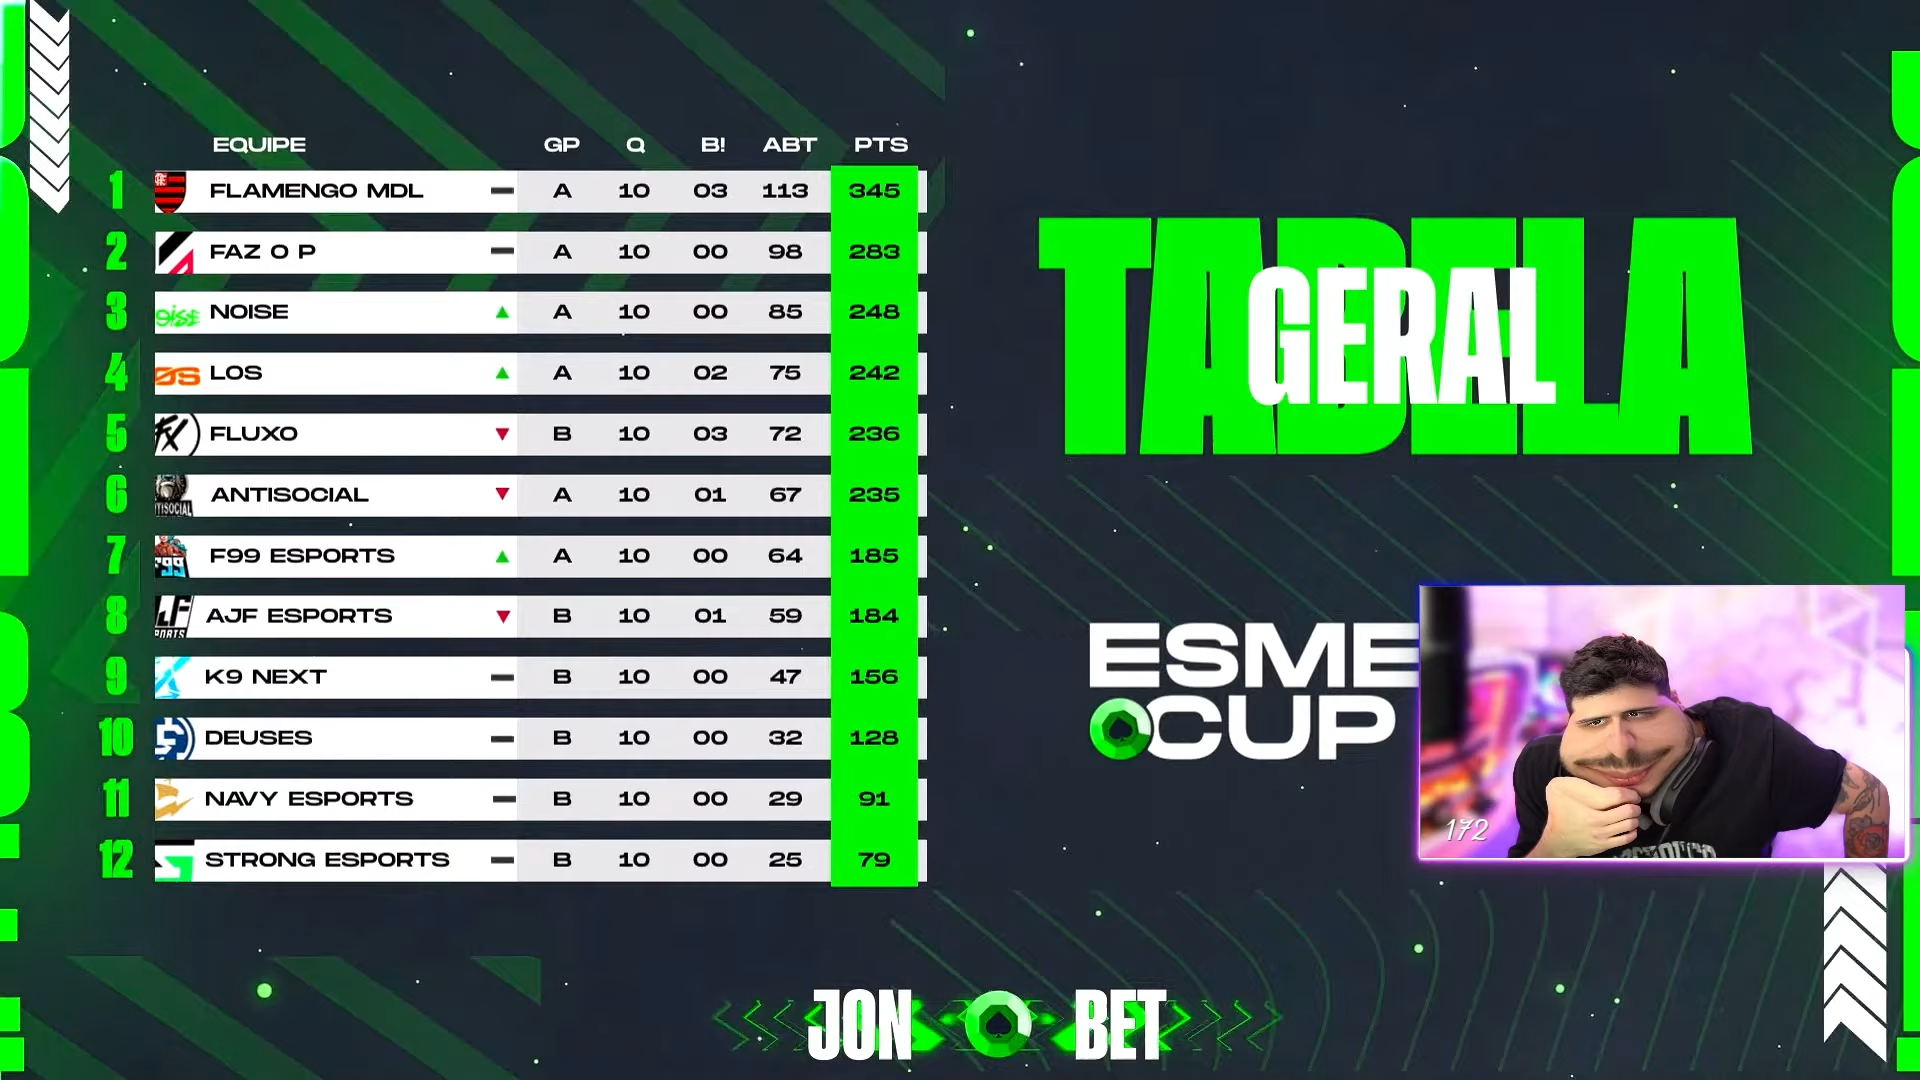 EQUIPE GP Q B! ABT PTS
1 FLAMENGO MDL A 10 03 113 345
2 FAZ O P A 10 00 98 283
3 NOISE A 10 00 85 248
4 LOS A 10 02 75 242
5 FX FLUXO B 10 03 72 236
6 ANTISOCIAL A 10 01 67 235
7 F99 F99 ESPORTS A 10 00 64 185
8 AJF ESPORTS B 10 01 59 184
9 K9 NEXT B 10 00 47 156
10 DEUSES B 10 00 32 128
11 NAVY ESPORTS B 10 00 29 91
12 STRONG ESPORTS B 10 00 25 79
TABELA
GERAL
ESME
CUP
172
JON BET